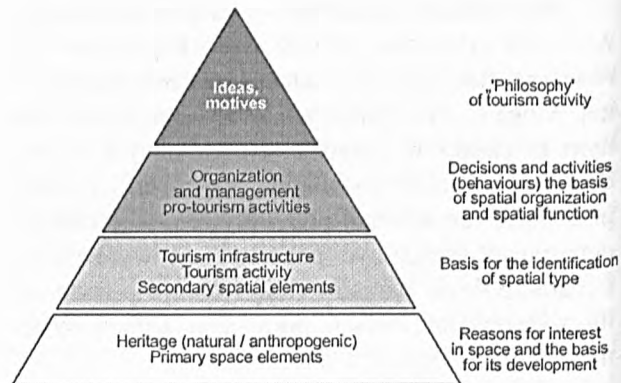 Ideas,
motives
„'Philosophy'
of tourism activity
Organization
and management
pro-tourism activities
Decisions and activities
(behaviours) the basis
of spatial organization
and spatial function
Tourism infrastructure
Tourism activity
Secondary spatial elements
Basis for the identification
of spatial type
Heritage (natural / anthropogenic)
Primary space elements
Reasons for interest
in space and the basis
for its development